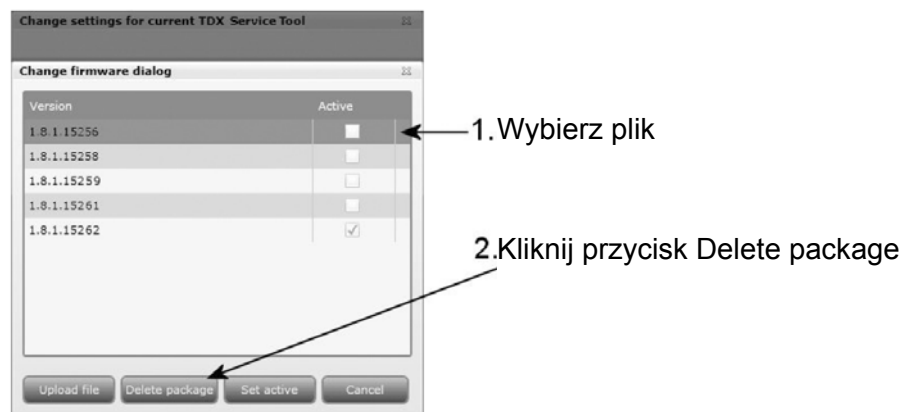 Change settings for current TDX Service Tool
Change firmware dialog
Version Active
1.8.1.15256
1.8.1.15258
1.8.1.15259
1.8.1.15261
1.8.1.15262
1. Wybierz plik
2. Kliknij przycisk Delete package
Upload file Delete package Set active Cancel